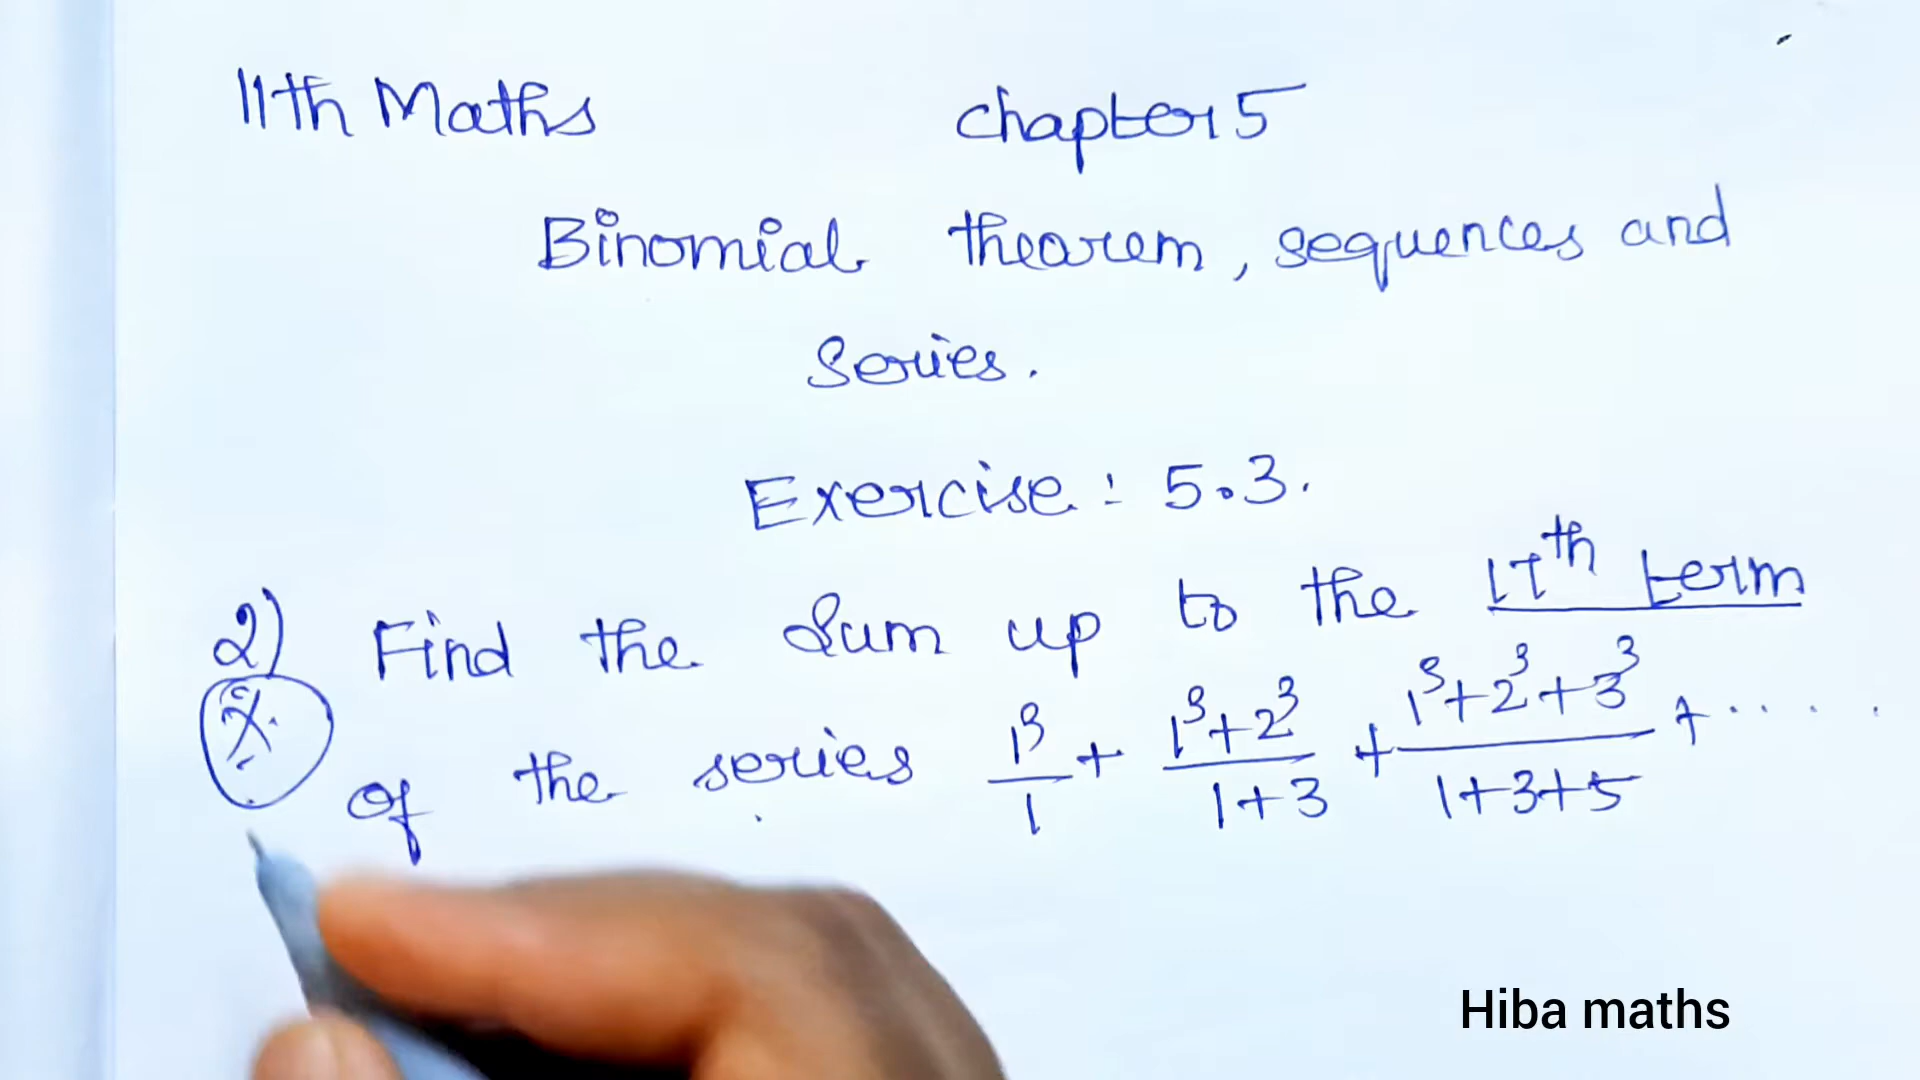 11th Maths chapter 5
Binomial thearem, sequences and
Series.
Exercise : 5.3.
2) Find the Sum up to the 17th term
of the series 1³/1 + 1³+2³/1+3 + 1³+2³+3³/1+3+5 + .....
Hiba maths